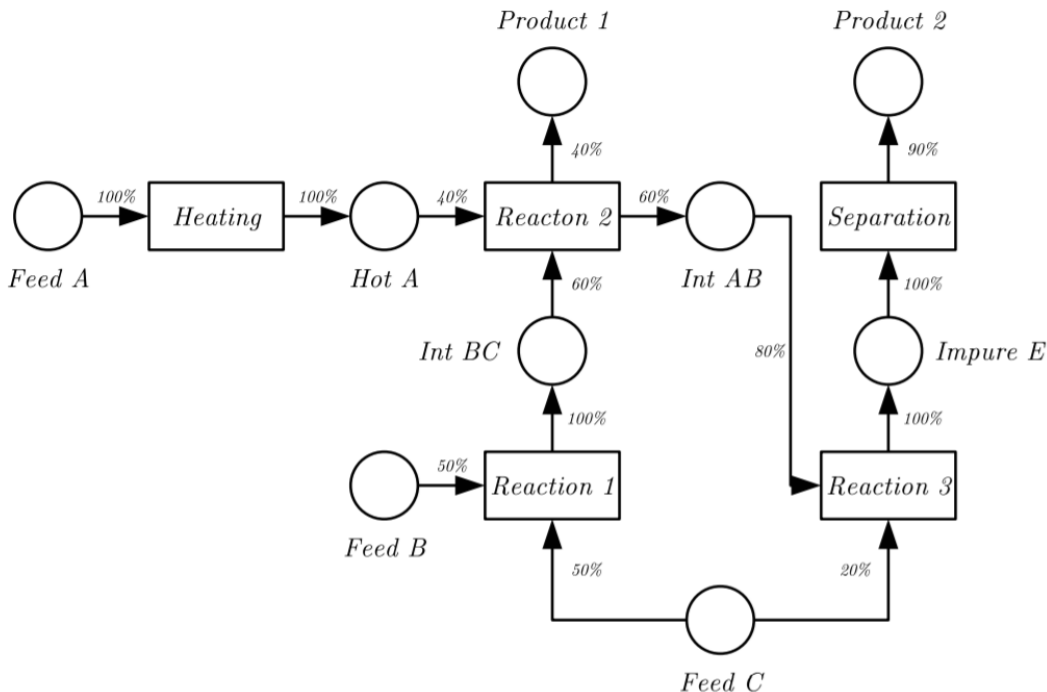 Product 1
Product 2
40%
90%
100%
100%
40%
60%
Heating
Reacton 2
Separation
Feed A
Hot A
60%
Int AB
100%
Int BC
80%
Impure E
100%
100%
50%
Reaction 1
Reaction 3
Feed B
50%
20%
Feed C